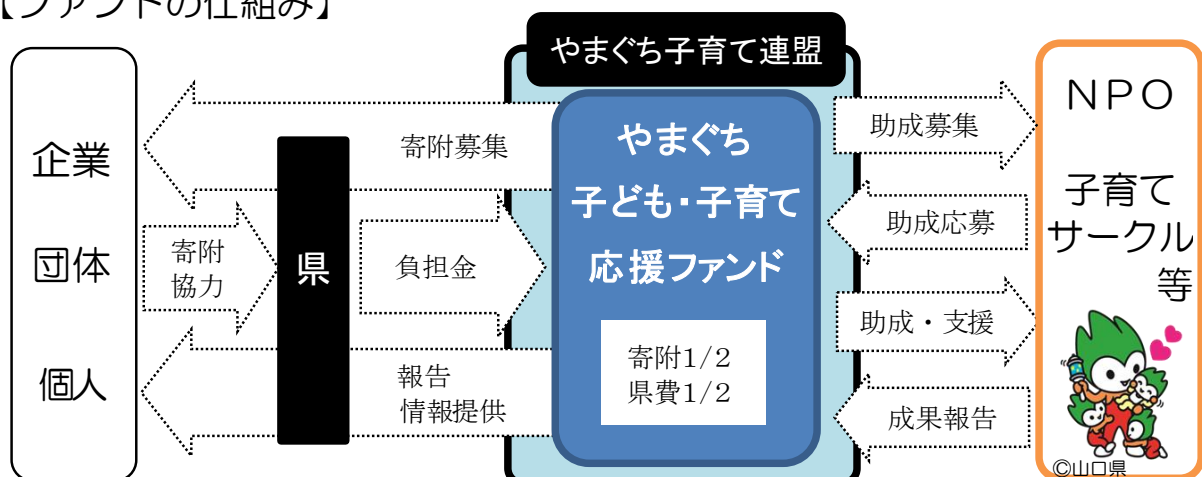 【ファンドの仕組み】
企業
団体
個人
寄附募集
寄附
協力
県
負担金
報告
情報提供
やまぐち子育て連盟
やまぐち
子ども・子育て
応援ファンド
寄附1/2
県費1/2
助成募集
助成応募
助成・支援
成果報告
NPO
子育て
サークル
等
©山口県